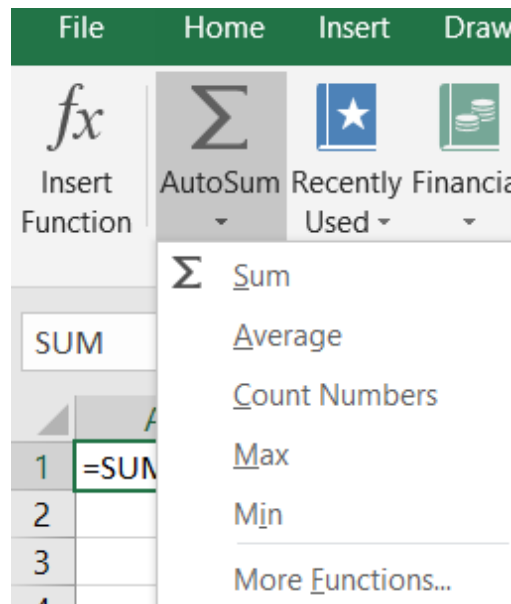 File Home Insert Draw
fx Σ
Insert AutoSum Recently Financia
Function Used
Σ Sum
Average
SUM
Count Numbers
1 =SUM
Max
2
Min
3
More Functions...